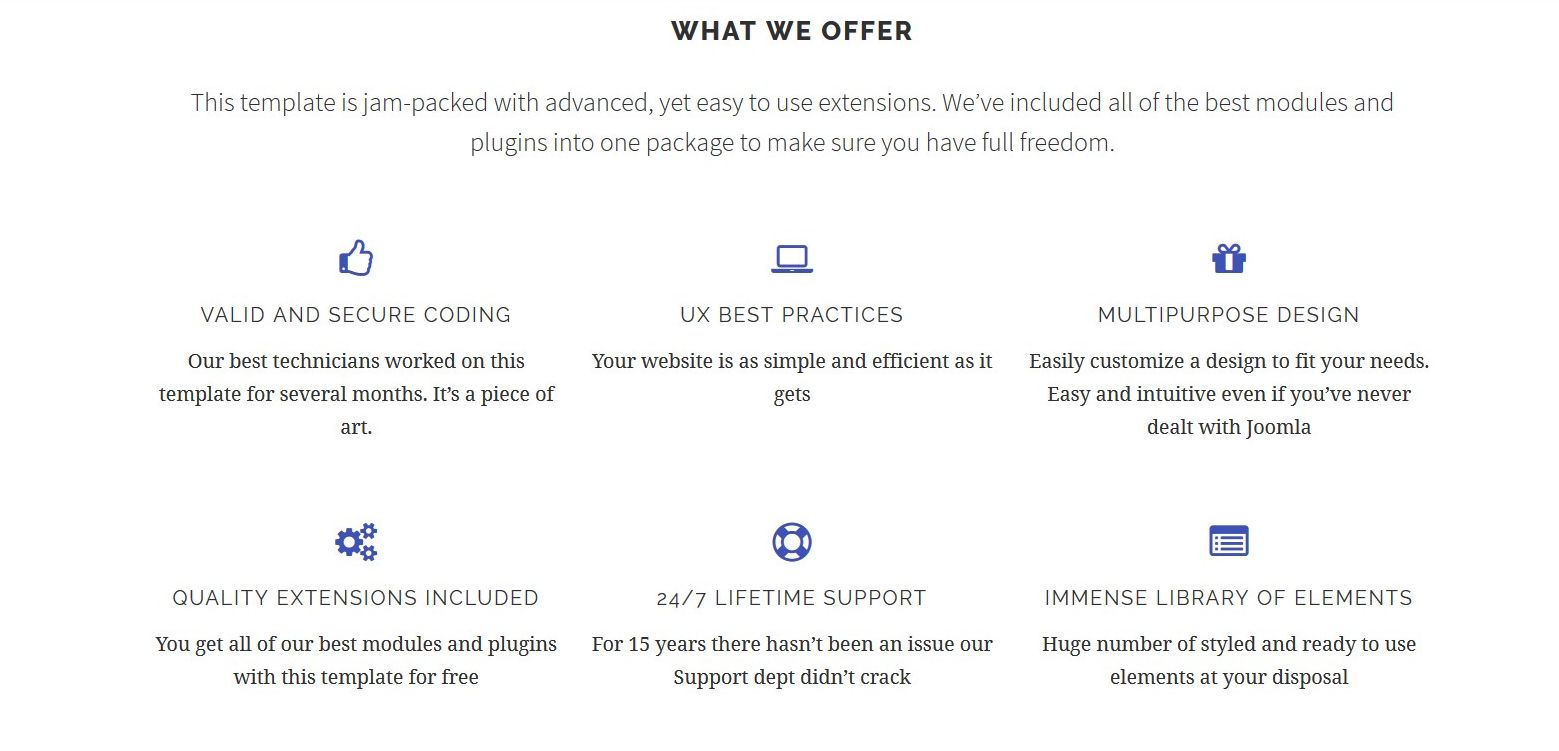 WHAT WE OFFER
This template is jam-packed with advanced, yet easy to use extensions. We’ve included all of the best modules and
plugins into one package to make sure you have full freedom.
VALID AND SECURE CODING
Our best technicians worked on this
template for several months. It’s a piece of
art.
UX BEST PRACTICES
Your website is as simple and efficient as it
gets
MULTIPURPOSE DESIGN
Easily customize a design to fit your needs.
Easy and intuitive even if you’ve never
dealt with Joomla
QUALITY EXTENSIONS INCLUDED
You get all of our best modules and plugins
with this template for free
24/7 LIFETIME SUPPORT
For 15 years there hasn’t been an issue our
Support dept didn’t crack
IMMENSE LIBRARY OF ELEMENTS
Huge number of styled and ready to use
elements at your disposal